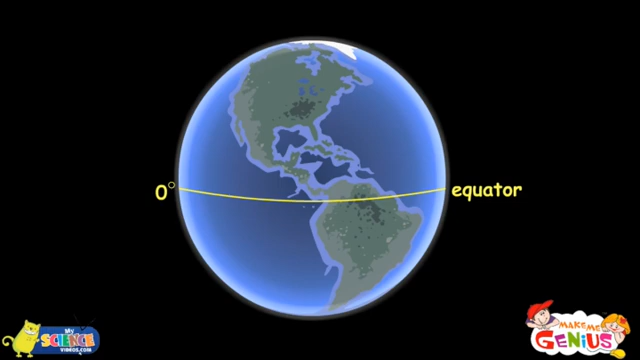 0° equator
My
SCIENCE
VIDEOS.COM
MAKE ME
GENiUS